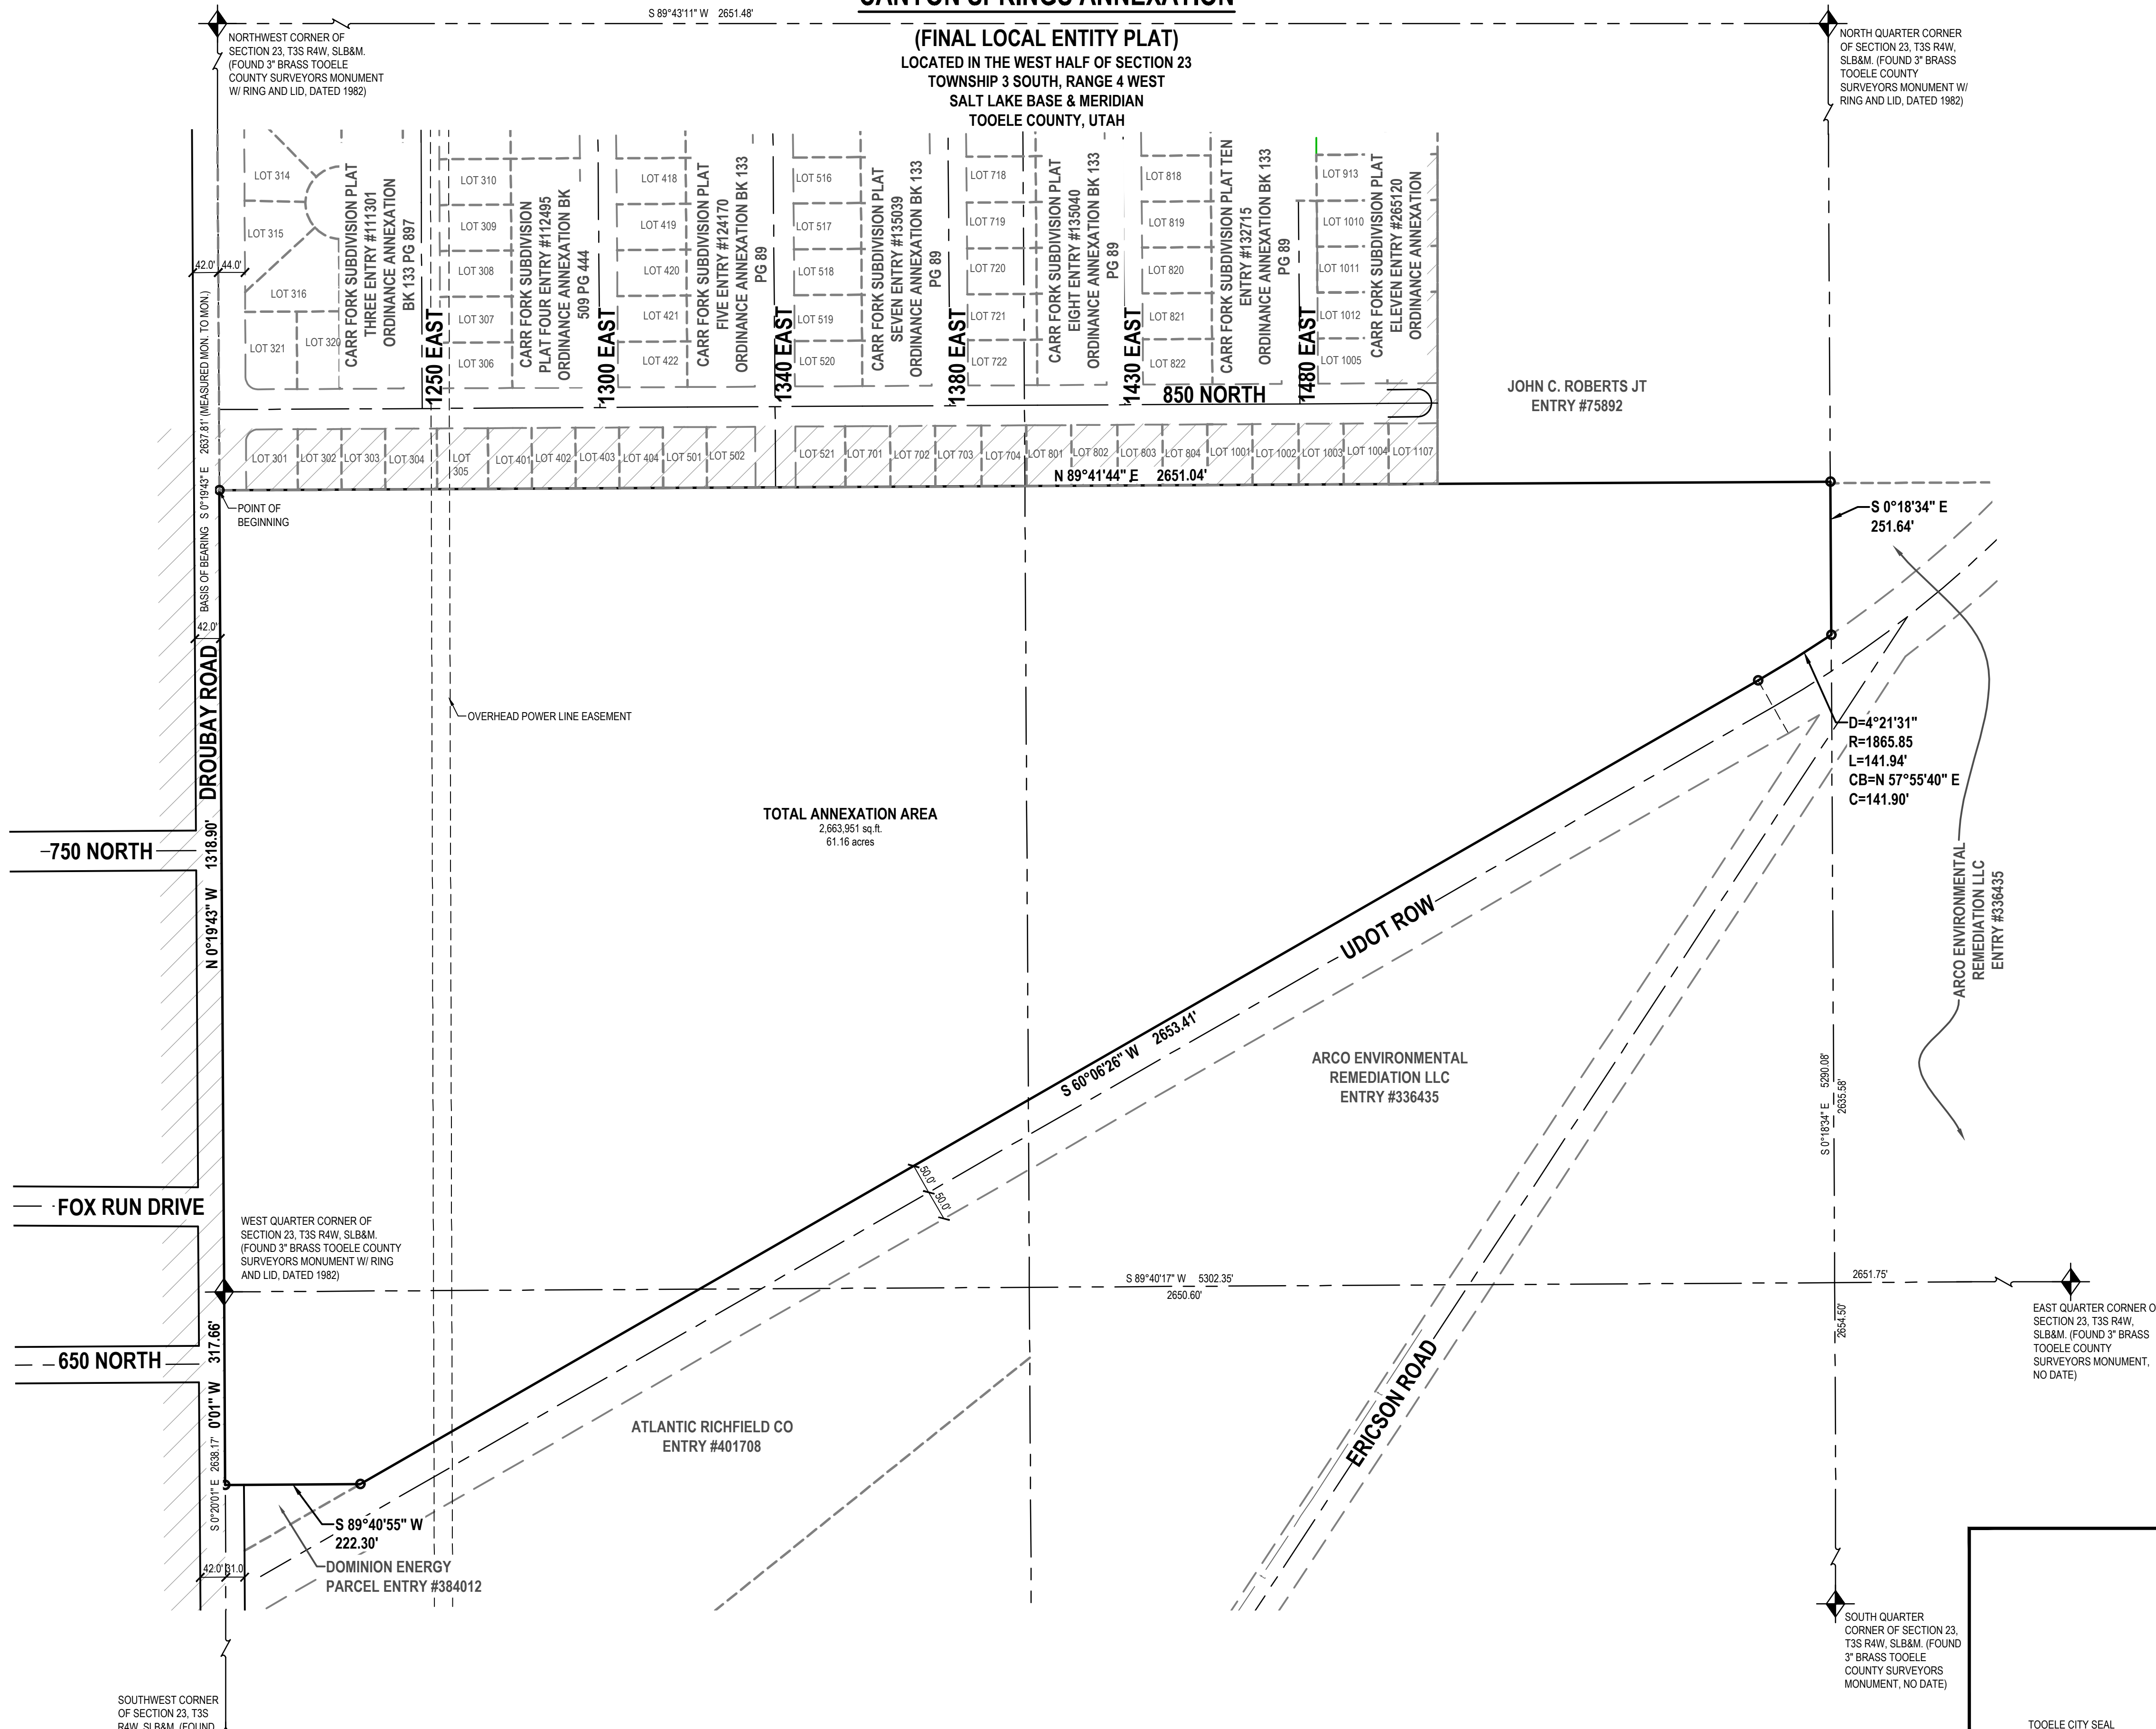 CANYON SPRINGS ANNEXATION
(FINAL LOCAL ENTITY PLAT)
LOCATED IN THE WEST HALF OF SECTION 23
TOWNSHIP 3 SOUTH, RANGE 4 WEST
SALT LAKE BASE & MERIDIAN
TOOELE COUNTY, UTAH
S 89°43'11" W 2651.48'
NORTHWEST CORNER OF
SECTION 23, T3S R4W, SLB&M.
(FOUND 3" BRASS TOOELE
COUNTY SURVEYORS MONUMENT
W/ RING AND LID, DATED 1982)
NORTH QUARTER CORNER
OF SECTION 23, T3S R4W,
SLB&M. (FOUND 3" BRASS
TOOELE COUNTY
SURVEYORS MONUMENT W/
RING AND LID, DATED 1982)
LOT 314
LOT 315
LOT 316
LOT 321
LOT 320
CARR FORK SUBDIVISION PLAT
THREE ENTRY #111301
ORDINANCE ANNEXATION
BK 133 PG 897
1250 EAST
LOT 310
LOT 309
LOT 308
LOT 307
LOT 306
CARR FORK SUBDIVISION
PLAT FOUR ENTRY #112495
ORDINANCE ANNEXATION BK
509 PG 444
1300 EAST
LOT 418
LOT 419
LOT 420
LOT 421
LOT 422
CARR FORK SUBDIVISION PLAT
FIVE ENTRY #124170
ORDINANCE ANNEXATION BK 133
PG 89
1340 EAST
LOT 516
LOT 517
LOT 518
LOT 519
LOT 520
CARR FORK SUBDIVISION PLAT
SEVEN ENTRY #135039
ORDINANCE ANNEXATION BK 133
PG 89
1380 EAST
LOT 718
LOT 719
LOT 720
LOT 721
LOT 722
CARR FORK SUBDIVISION PLAT
EIGHT ENTRY #135040
ORDINANCE ANNEXATION BK 133
PG 89
1430 EAST
LOT 818
LOT 819
LOT 820
LOT 821
LOT 822
CARR FORK SUBDIVISION PLAT TEN
ENTRY #132715
ORDINANCE ANNEXATION BK 133
PG 89
1480 EAST
LOT 913
LOT 1010
LOT 1011
LOT 1012
LOT 1005
CARR FORK SUBDIVISION PLAT
ELEVEN ENTRY #265120
ORDINANCE ANNEXATION
850 NORTH
JOHN C. ROBERTS JT
ENTRY #75892
42.0'
44.0'
BASIS OF BEARING S 0°19'43" E 2637.81' (MEASURED MON. TO MON.)
LOT 301
LOT 302
LOT 303
LOT 304
LOT
305
LOT 401
LOT 402
LOT 403
LOT 404
LOT 501
LOT 502
LOT 521
LOT 701
LOT 702
LOT 703
LOT 704
LOT 801
LOT 802
LOT 803
LOT 804
LOT 1001
LOT 1002
LOT 1003
LOT 1004
LOT 1107
N 89°41'44" E 2651.04'
POINT OF
BEGINNING
S 0°18'34" E
251.64'
42.0'
DROUBAY ROAD
OVERHEAD POWER LINE EASEMENT
D=4°21'31"
R=1865.85
L=141.94'
CB=N 57°55'40" E
C=141.90'
TOTAL ANNEXATION AREA
2,663,951 sq.ft.
61.16 acres
750 NORTH
N 0°19'43" W 1318.90'
UDOT ROW
ARCO ENVIRONMENTAL
REMEDIATION LLC
ENTRY #336435
S 60°06'26" W 2653.41'
ARCO ENVIRONMENTAL
REMEDIATION LLC
ENTRY #336435
S 0°18'34" E 5290.08'
2635.58'
50.0'
50.0'
FOX RUN DRIVE
WEST QUARTER CORNER OF
SECTION 23, T3S R4W, SLB&M.
(FOUND 3" BRASS TOOELE COUNTY
SURVEYORS MONUMENT W/ RING
AND LID, DATED 1982)
S 89°40'17" W 5302.35'
2650.60'
2651.75'
EAST QUARTER CORNER O
SECTION 23, T3S R4W,
SLB&M. (FOUND 3" BRASS
TOOELE COUNTY
SURVEYORS MONUMENT,
NO DATE)
2654.50'
650 NORTH
0'01" W 317.66'
S 0°20'01" E 2638.17'
ERICSON ROAD
ATLANTIC RICHFIELD CO
ENTRY #401708
S 89°40'55" W
222.30'
42.0'
31.0
DOMINION ENERGY
PARCEL ENTRY #384012
SOUTH QUARTER
CORNER OF SECTION 23,
T3S R4W, SLB&M. (FOUND
3" BRASS TOOELE
COUNTY SURVEYORS
MONUMENT, NO DATE)
SOUTHWEST CORNER
OF SECTION 23, T3S
R4W, SLB&M. (FOUND
TOOELE CITY SEAL